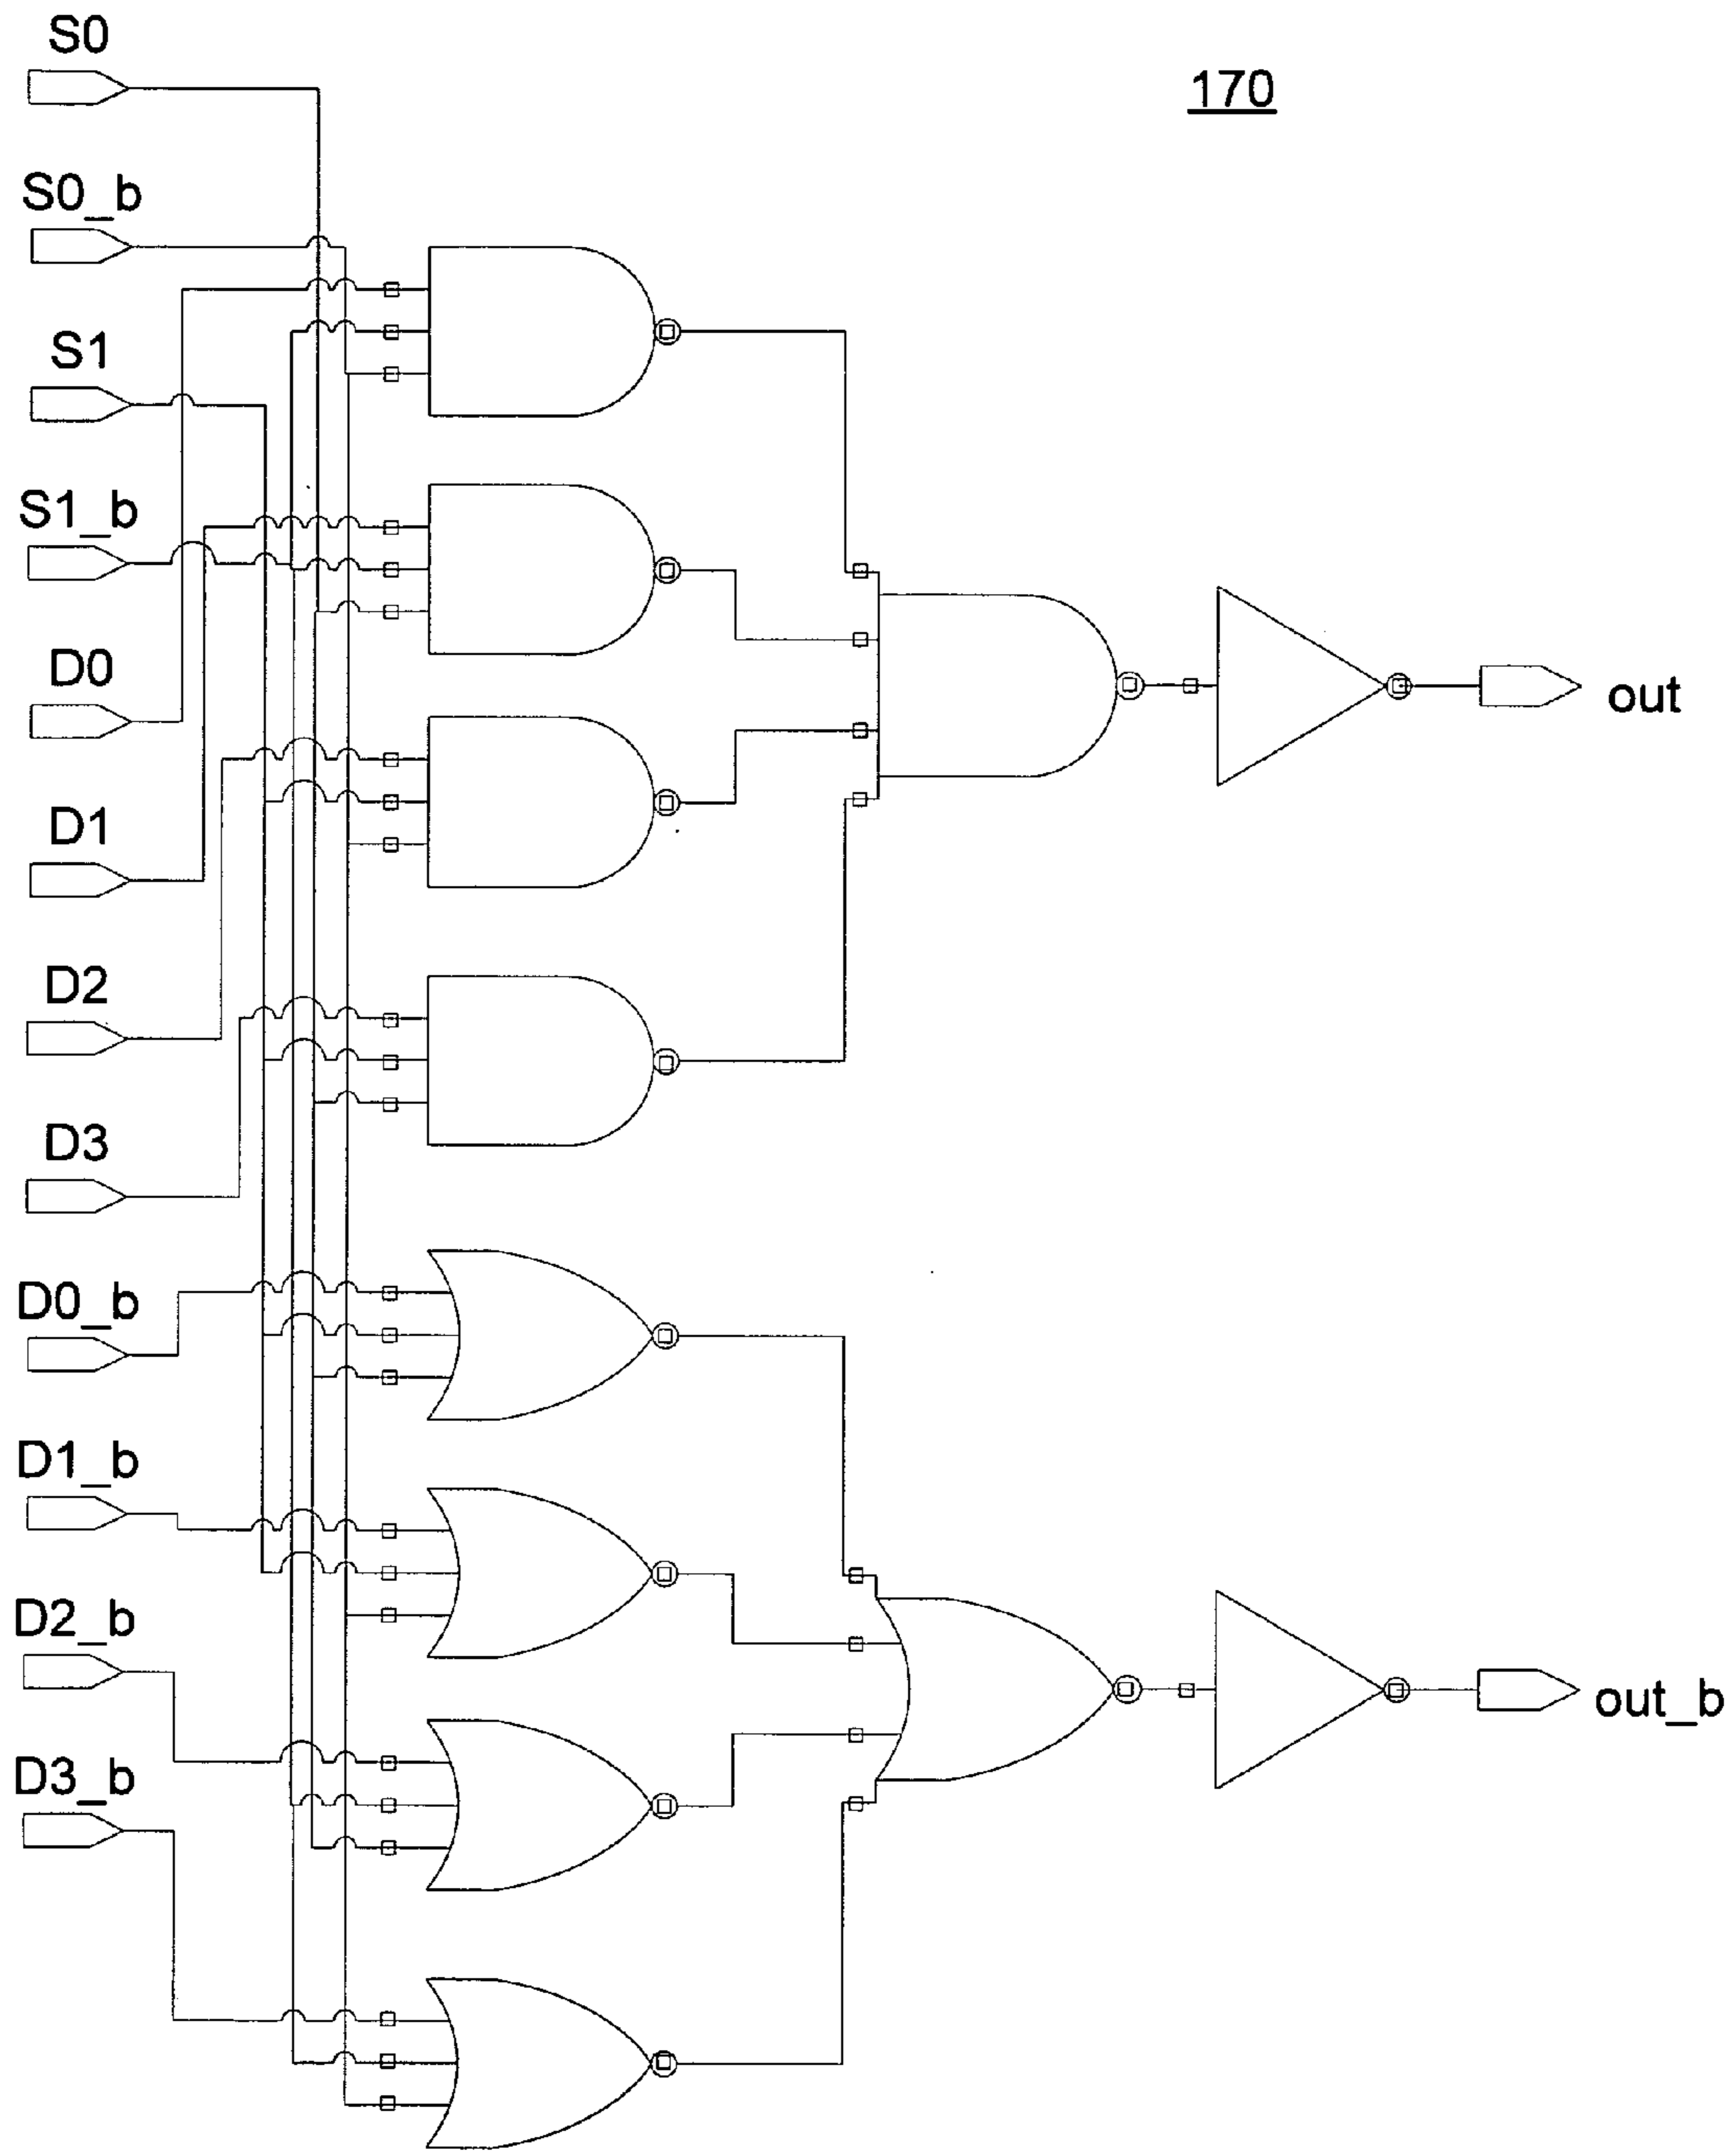 S0
170
S0_b
S1
S1_b
D0
out
D1
D2
D3
D0_b
D1_b
D2_b
out_b
D3_b